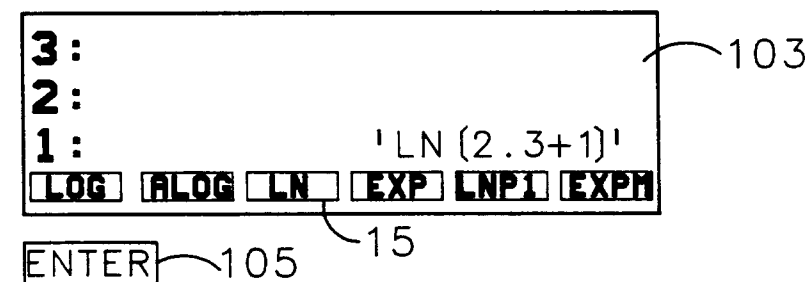 3:
103
2:
1: 'LN(2.3+1)'
LOG ALOG LN EXP LNP1 EXPM
15
ENTER 105